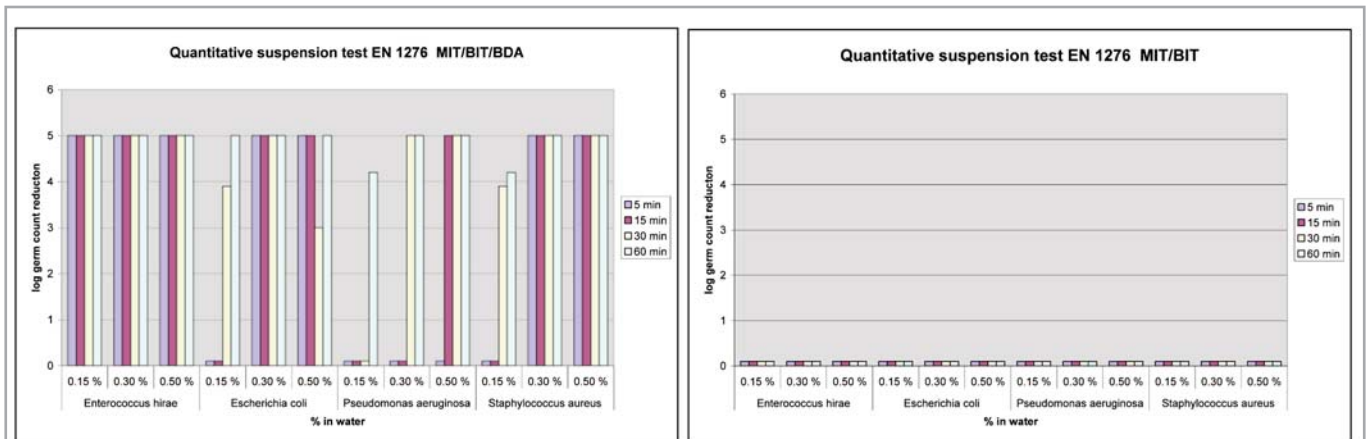 Quantitative suspension test EN 1276 MIT/BIT/BDA
6
5
4
3
2
1
0
log germ count reducton
5 min
15 min
30 min
60 min
0.15 % 0.30 % 0.50 % 0.15 % 0.30 % 0.50 % 0.15 % 0.30 % 0.50 % 0.15 % 0.30 % 0.50 %
Enterococcus hirae Escherichia coli Pseudomonas aeruginosa Staphylococcus aureus
% in water
Quantitative suspension test EN 1276 MIT/BIT
6
5
4
3
2
1
0
log germ count reducton
5 min
15 min
30 min
60 min
0.15 % 0.30 % 0.50 % 0.15 % 0.30 % 0.50 % 0.15 % 0.30 % 0.50 % 0.15 % 0.30 % 0.50 %
Enterococcus hirae Escherichia coli Pseudomonas aeruginosa Staphylococcus aureus
% in water